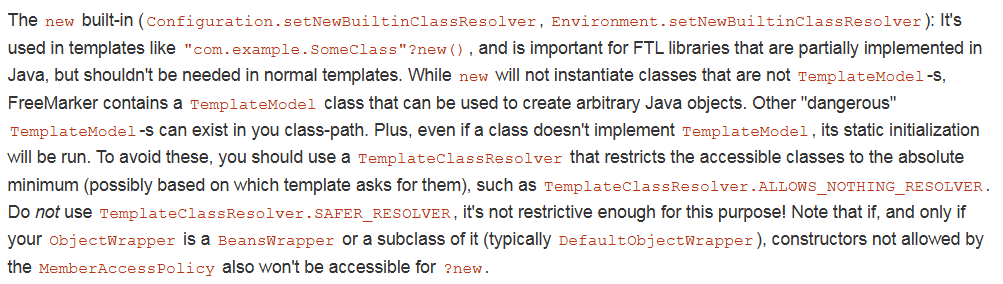 The new built-in (Configuration.setNewBuiltinClassResolver, Environment.setNewBuiltinClassResolver): It's
used in templates like "com.example.SomeClass"?new(), and is important for FTL libraries that are partially implemented in
Java, but shouldn't be needed in normal templates. While new will not instantiate classes that are not TemplateModel-s,
FreeMarker contains a TemplateModel class that can be used to create arbitrary Java objects. Other "dangerous"
TemplateModel-s can exist in you class-path. Plus, even if a class doesn't implement TemplateModel, its static initialization
will be run. To avoid these, you should use a TemplateClassResolver that restricts the accessible classes to the absolute
minimum (possibly based on which template asks for them), such as TemplateClassResolver.ALLOWS_NOTHING_RESOLVER.
Do not use TemplateClassResolver.SAFER_RESOLVER, it's not restrictive enough for this purpose! Note that if, and only if
your ObjectWrapper is a BeansWrapper or a subclass of it (typically DefaultObjectWrapper), constructors not allowed by
the MemberAccessPolicy also won't be accessible for ?new.